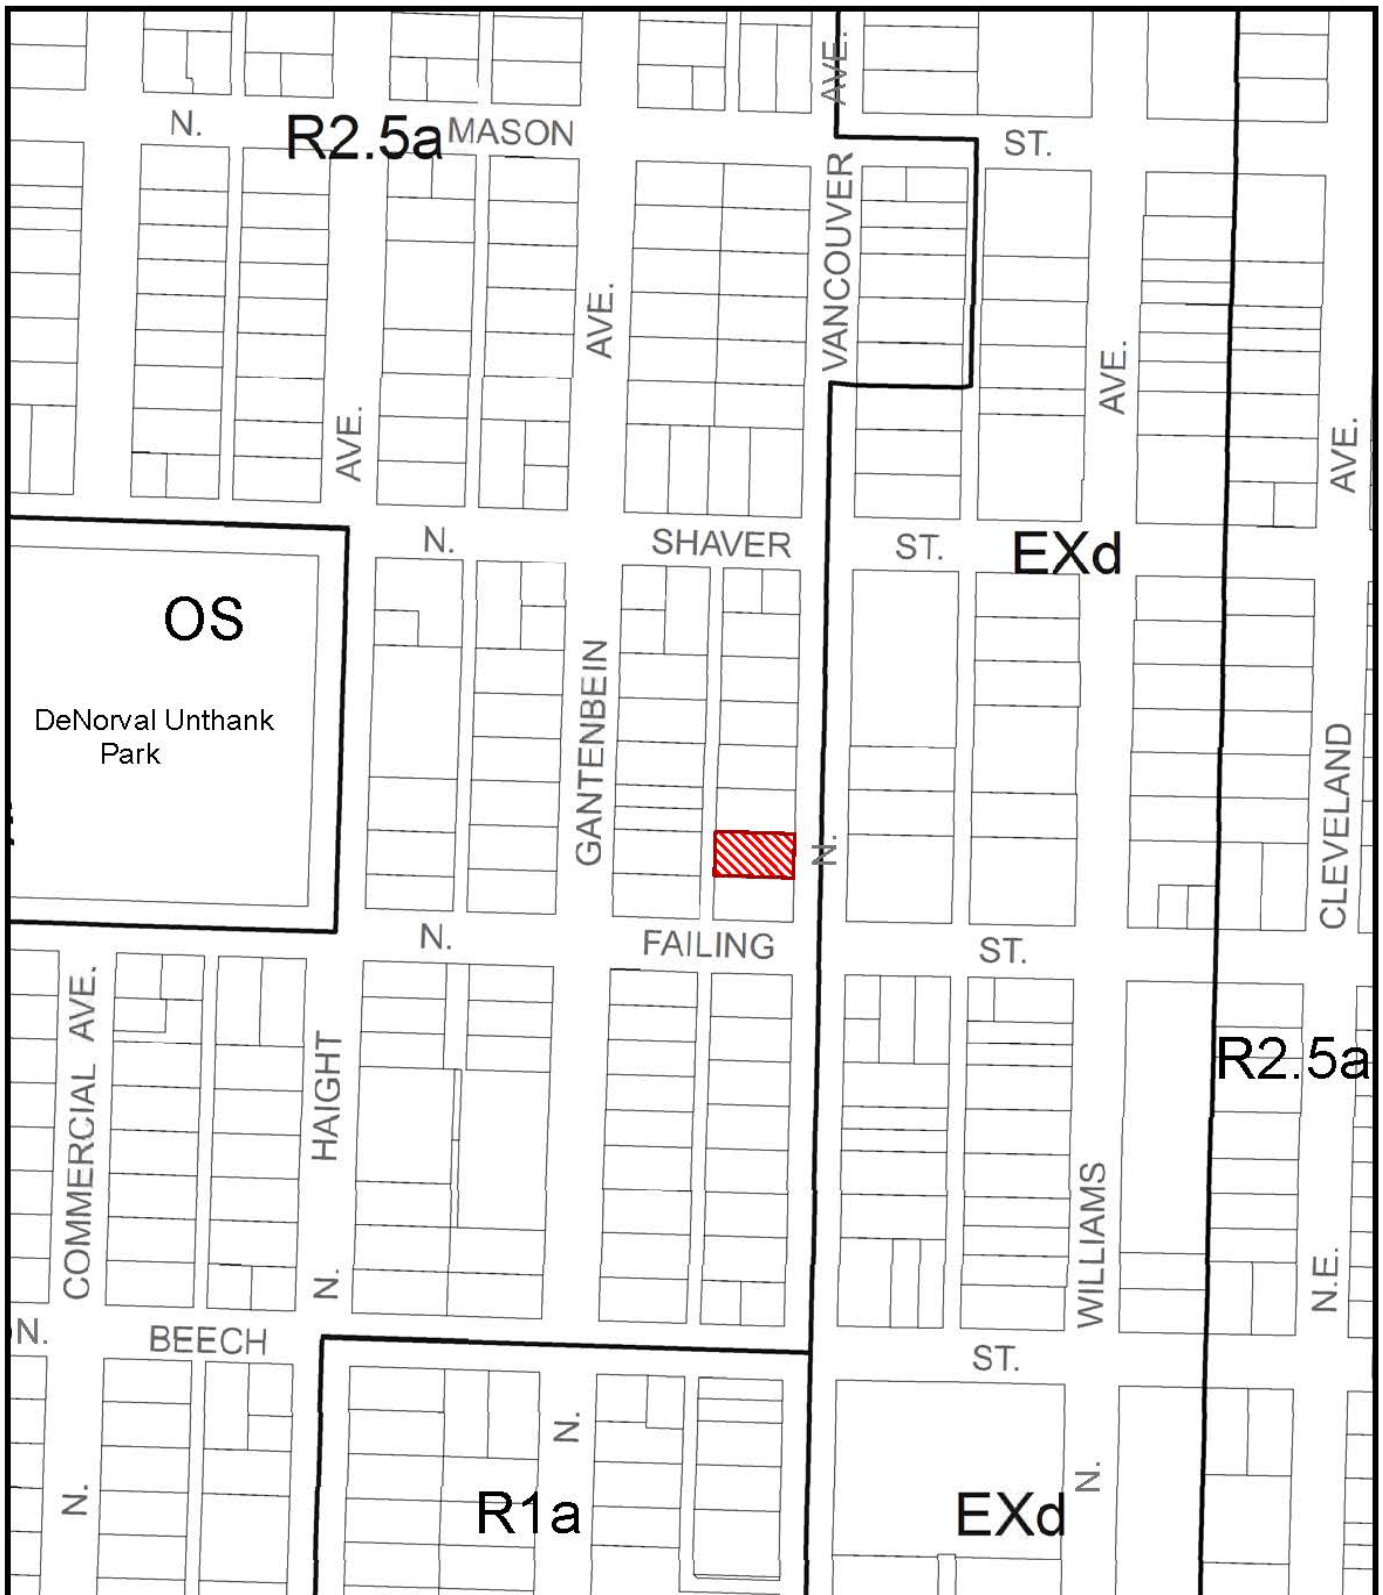 AVE.
N.
R2.5a
MASON
ST.
VANCOUVER
AVE.
AVE.
AVE.
AVE.
N.
SHAVER
ST.
EXd
OS
DeNorval Unthank
Park
GANTENBEIN
N.
CLEVELAND
N.
FAILING
ST.
COMMERCIAL AVE.
HAIGHT
R2.5a
WILLIAMS
N.
N.E.
N.
BEECH
ST.
N.
N.
N.
R1a
EXd